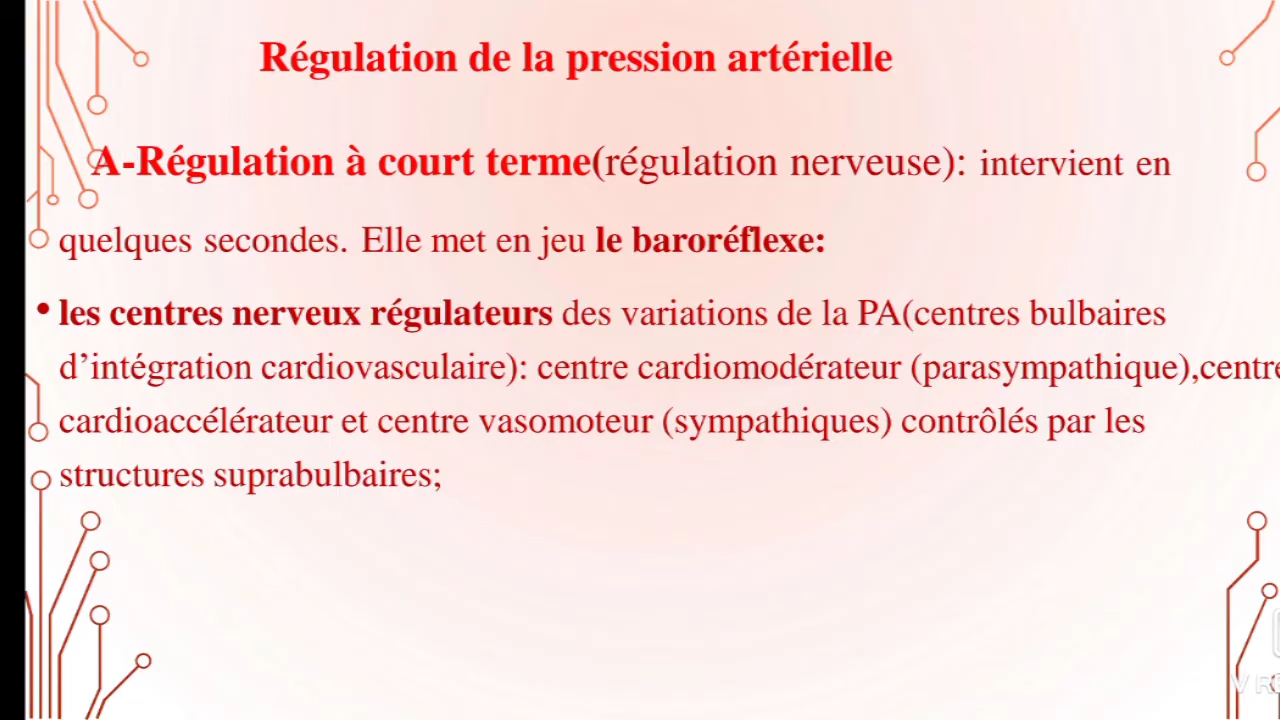 Régulation de la pression artérielle
A-Régulation à court terme(régulation nerveuse): intervient en
quelques secondes. Elle met en jeu le baroréflexe:
• les centres nerveux régulateurs des variations de la PA(centres bulbaires
d’intégration cardiovasculaire): centre cardiomodérateur (parasympathique),centre
cardioaccélérateur et centre vasomoteur (sympathiques) contrôlés par les
structures suprabulbaires;